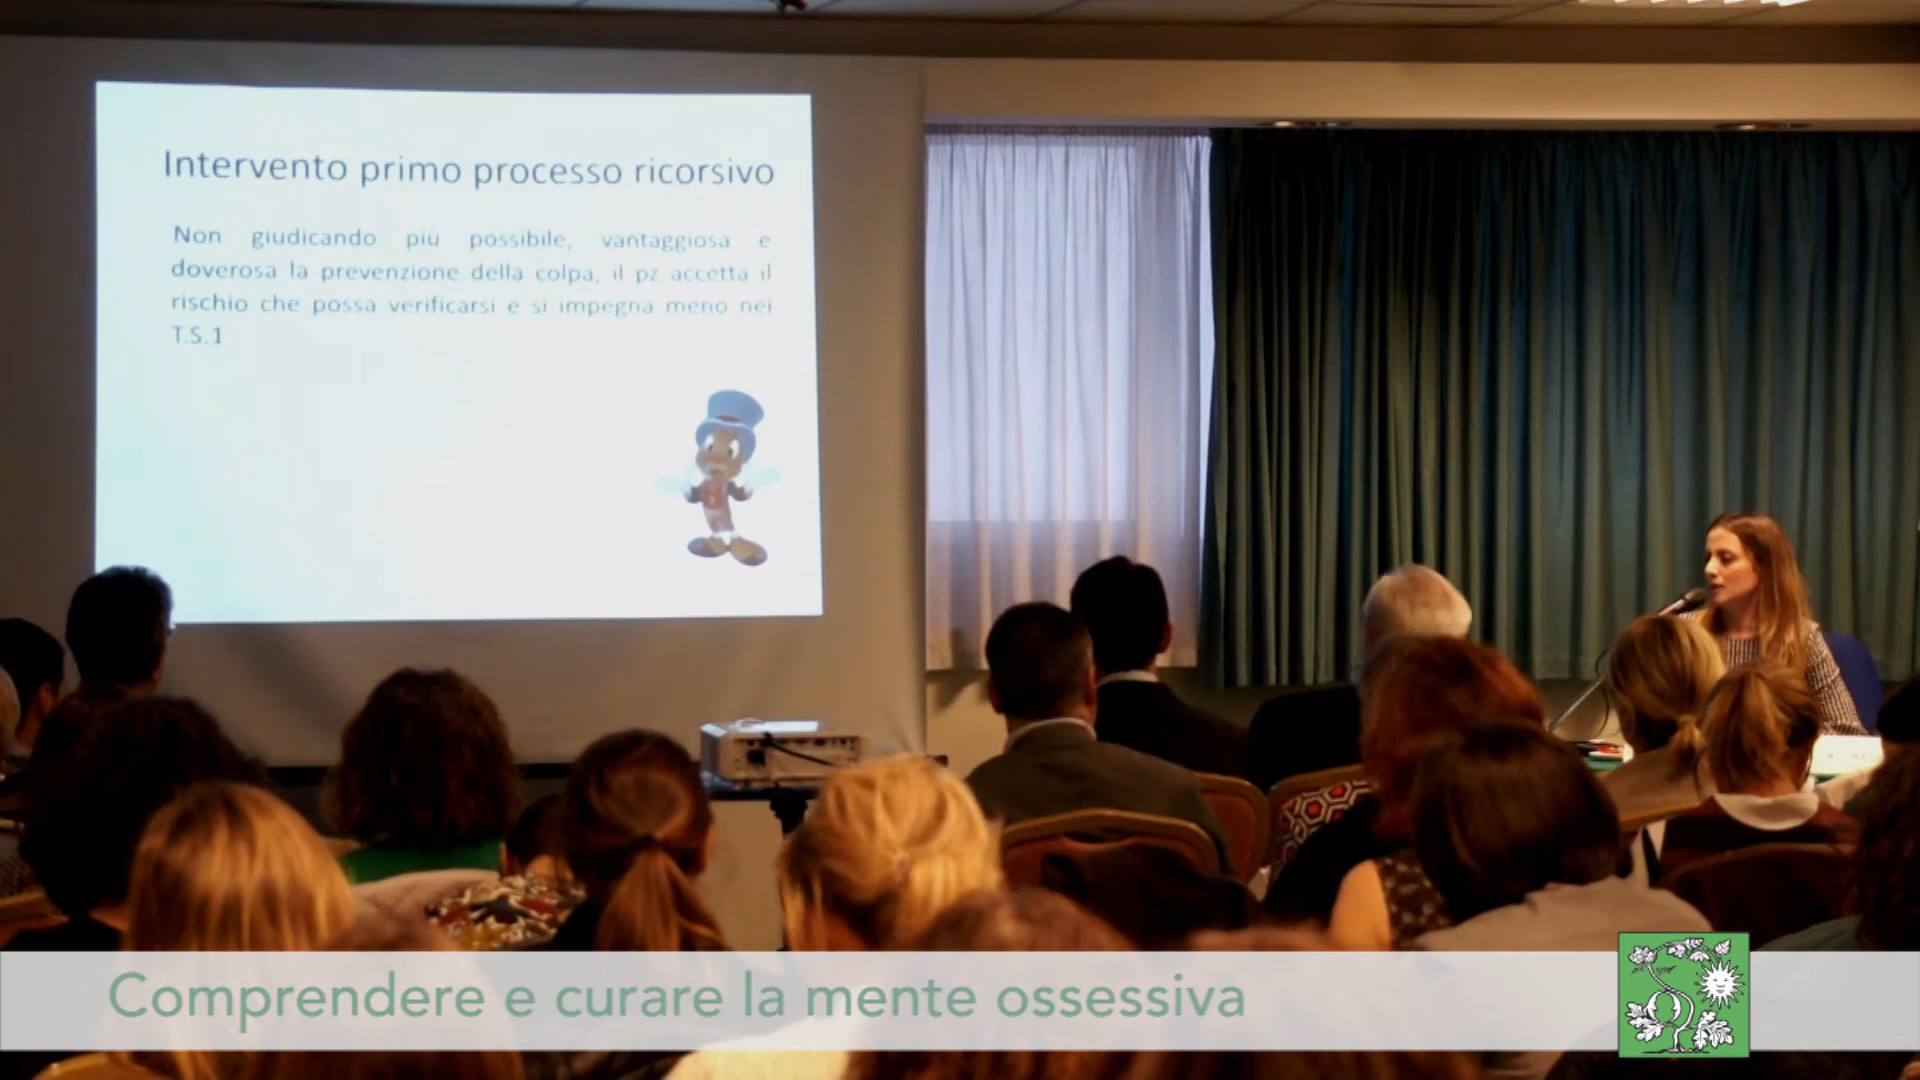 Intervento primo processo ricorsivo
Non giudicando più possibile, vantaggiosa e
doverosa la prevenzione della colpa, il pz accetta il
rischio che possa verificarsi e si impegna meno nei
T.S.1
Comprendere e curare la mente ossessiva